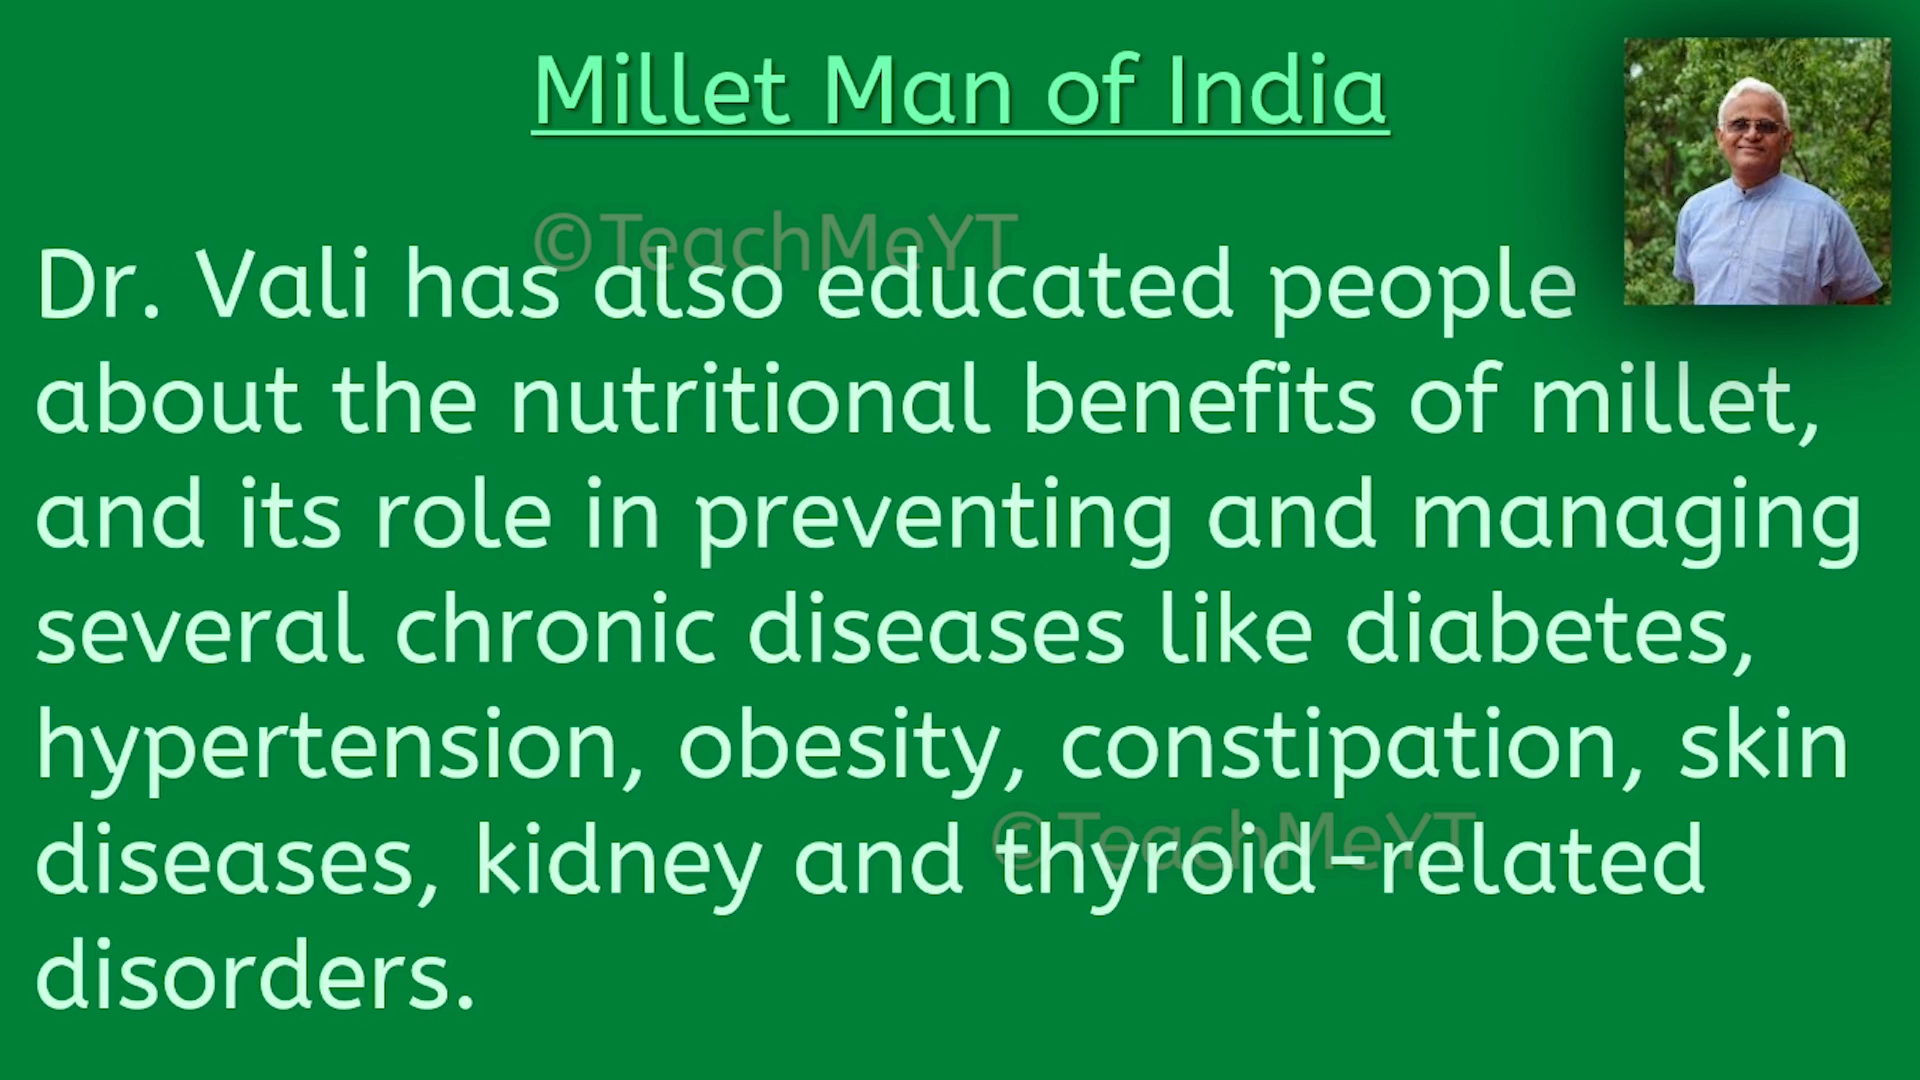 Millet Man of India
©TeachMeYT
Dr. Vali has also educated people
about the nutritional benefits of millet,
and its role in preventing and managing
several chronic diseases like diabetes,
hypertension, obesity, constipation, skin
©TeachMeYT
diseases, kidney and thyroid-related
disorders.